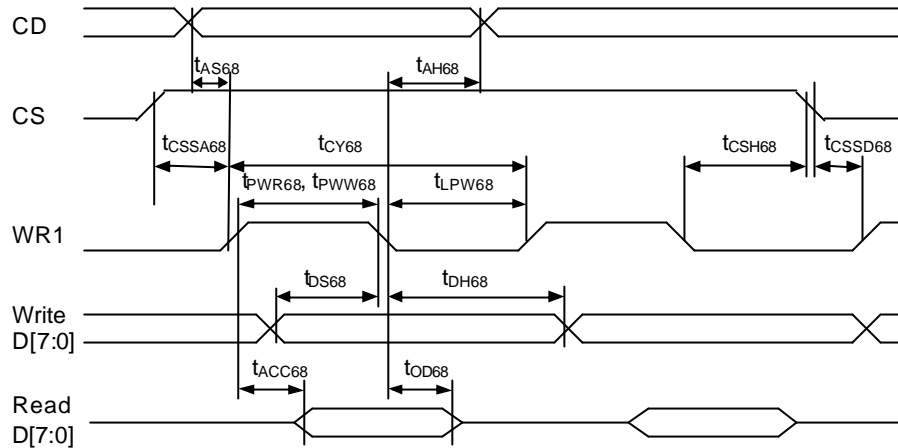 CD
tAS68 tAH68
CS
tCSSA68 tCY68 tCSH68 tCSSD68
tPWR68, tPWW68 tLPW68
WR1
tDS68 tDH68
Write
D[7:0]
tACC68 tOD68
Read
D[7:0]